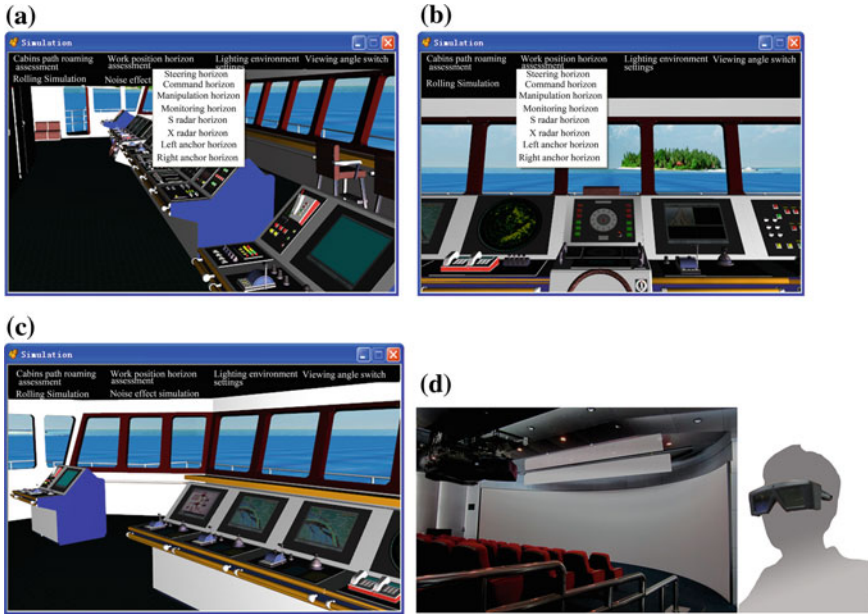 (a)
Simulation
Cabins path roaming assessment
Work position horizon assessment
Lighting environment settings
Viewing angle switch
Rolling Simulation
Noise effect
Steering horizon
Command horizon
Manipulation horizon
Monitoring horizon
S radar horizon
X radar horizon
Left anchor horizon
Right anchor horizon
(b)
Simulation
Cabins path roaming assessment
Work position horizon assessment
Lighting environment settings
Viewing angle switch
Rolling Simulation
Steering horizon
Command horizon
Manipulation horizon
Monitoring horizon
S radar horizon
X radar horizon
Left anchor horizon
Right anchor horizon
(c)
Simulation
Cabins path roaming assessment
Work position horizon assessment
Lighting environment settings
Viewing angle switch
Rolling Simulation
Noise effect simulation
(d)